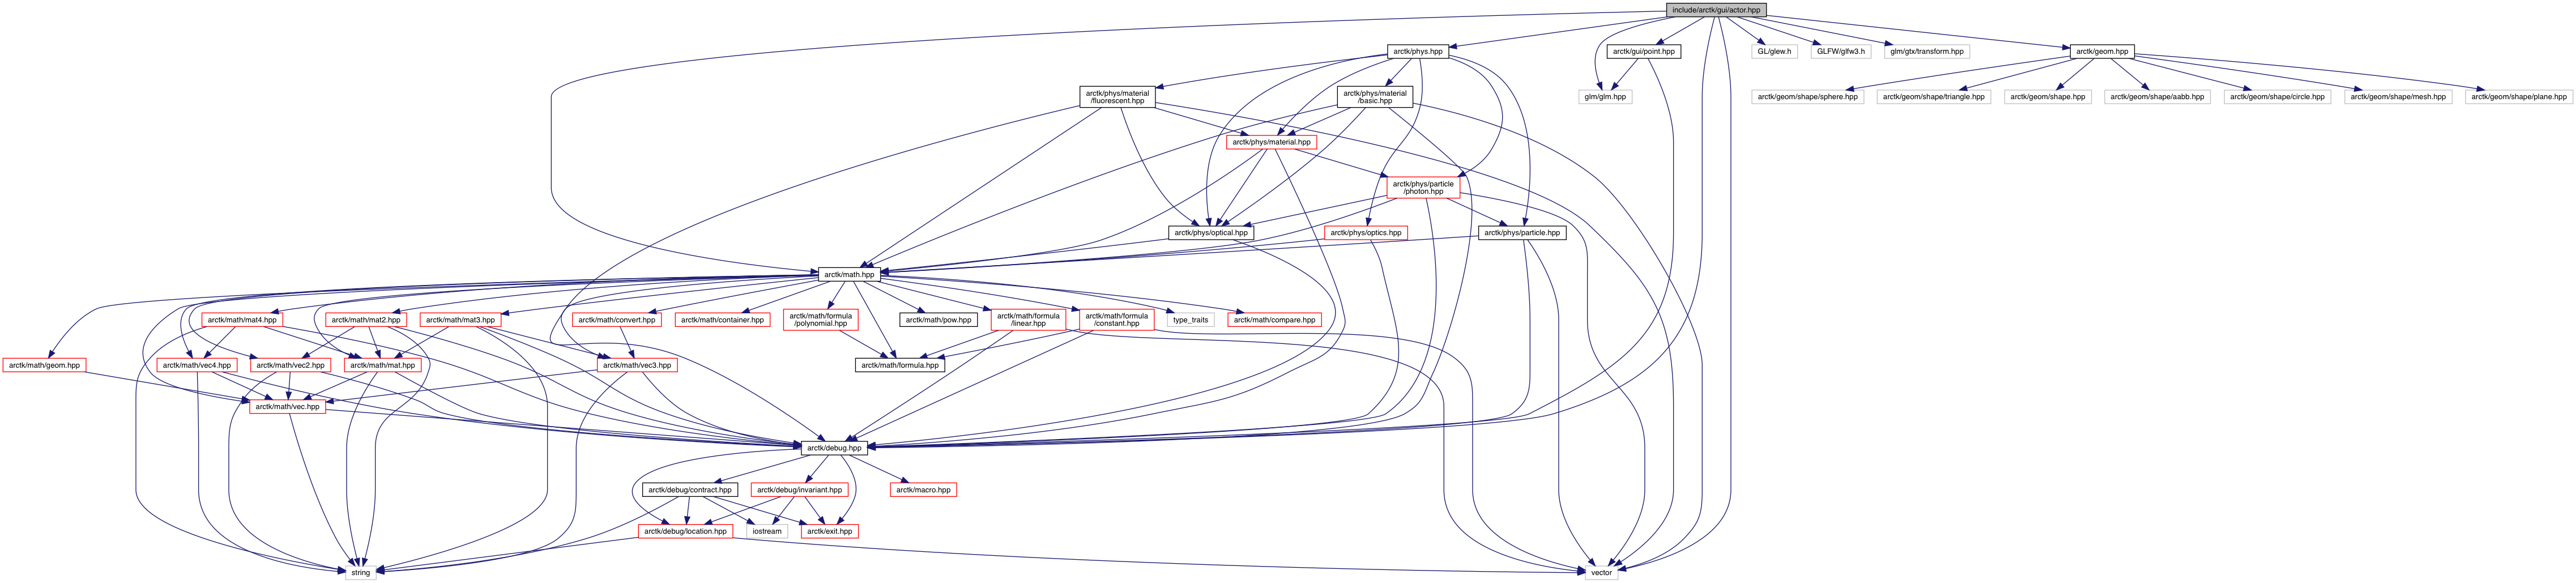 include/arctk/gui/actor.hpp
arctk/phys.hpp
arctk/gui/point.hpp
GL/glew.h
GLFW/glfw3.h
glm/gtx/transform.hpp
arctk/geom.hpp
arctk/phys/material
/fluorescent.hpp
arctk/phys/material
/basic.hpp
glm/glm.hpp
arctk/geom/shape/sphere.hpp
arctk/geom/shape/triangle.hpp
arctk/geom/shape.hpp
arctk/geom/shape/aabb.hpp
arctk/geom/shape/circle.hpp
arctk/geom/shape/mesh.hpp
arctk/geom/shape/plane.hpp
arctk/phys/material.hpp
arctk/phys/particle
/photon.hpp
arctk/phys/optical.hpp
arctk/phys/optics.hpp
arctk/phys/particle.hpp
arctk/math.hpp
arctk/math/mat4.hpp
arctk/math/mat2.hpp
arctk/math/mat3.hpp
arctk/math/convert.hpp
arctk/math/container.hpp
arctk/math/formula
/polynomial.hpp
arctk/math/pow.hpp
arctk/math/formula
/linear.hpp
arctk/math/formula
/constant.hpp
type_traits
arctk/math/compare.hpp
arctk/math/geom.hpp
arctk/math/vec4.hpp
arctk/math/vec2.hpp
arctk/math/mat.hpp
arctk/math/vec3.hpp
arctk/math/formula.hpp
arctk/math/vec.hpp
arctk/debug.hpp
arctk/debug/contract.hpp
arctk/debug/invariant.hpp
arctk/macro.hpp
arctk/debug/location.hpp
iostream
arctk/exit.hpp
string
vector